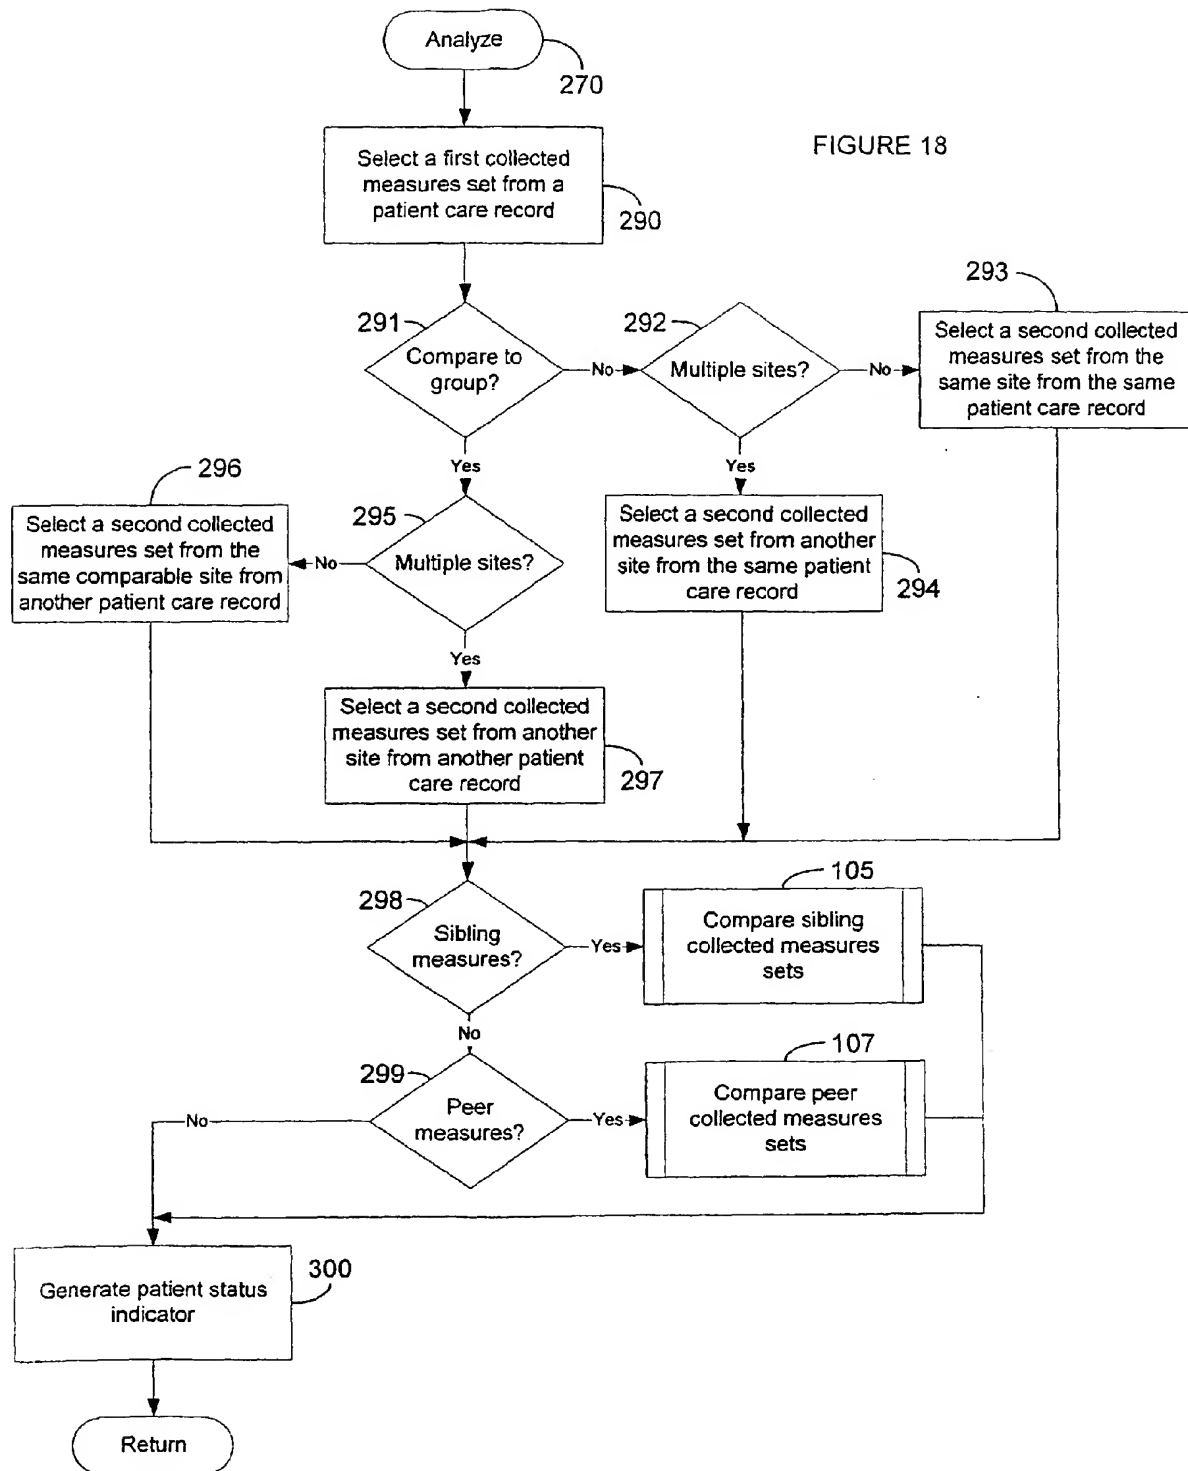 Analyze
270
FIGURE 18
Select a first collected
measures set from a
patient care record
290
293
291
Compare to
group?
No
292
Multiple sites?
No
Select a second collected
measures set from the
same site from the same
patient care record
Yes
Yes
296
Select a second collected
measures set from the
same comparable site from
another patient care record
No
295
Multiple sites?
Select a second collected
measures set from another
site from the same patient
care record
294
Yes
Select a second collected
measures set from another
site from another patient
care record
297
298
Sibling
measures?
Yes
105
Compare sibling
collected measures
sets
No
299
Peer
measures?
No
Yes
107
Compare peer
collected measures
sets
Generate patient status
indicator
300
Return